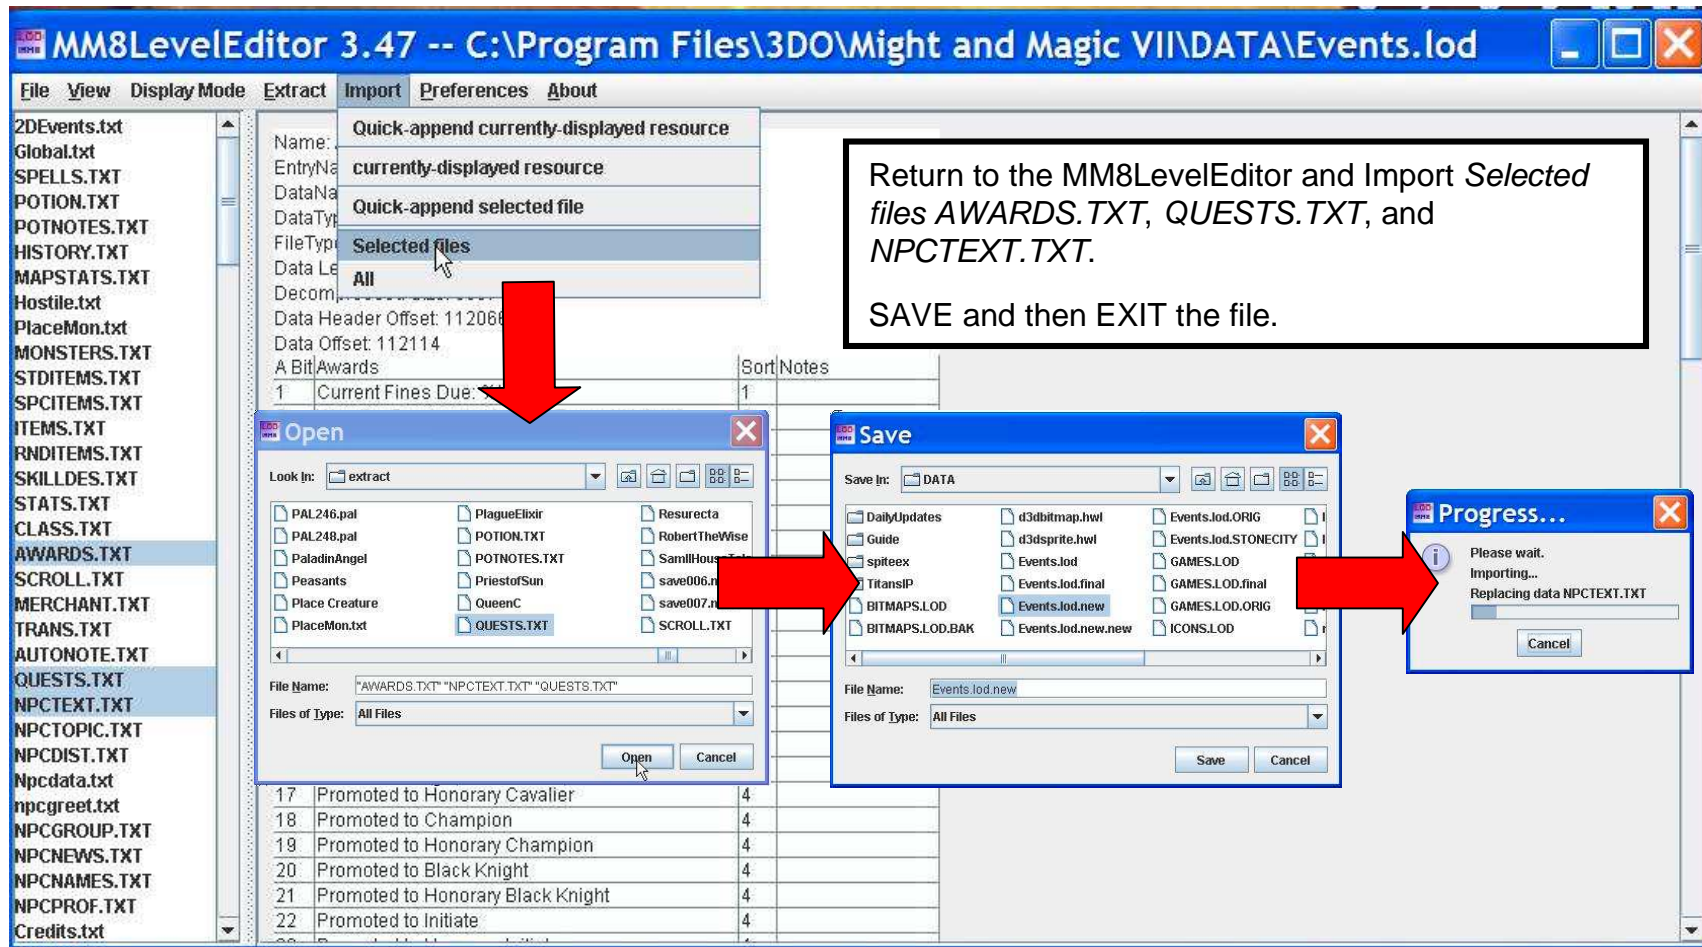 MM8LevelEditor 3.47 -- C:\Program Files\3DO\Might and Magic VII\DATA\Events.lod
File View Display Mode Extract Import Preferences About
2DEvents.txt
Global.txt
SPELLS.TXT
POTION.TXT
POTNOTES.TXT
HISTORY.TXT
MAPSTATS.TXT
Hostile.txt
PlaceMon.txt
MONSTERS.TXT
STDITEMS.TXT
SPCITEMS.TXT
ITEMS.TXT
RNDITEMS.TXT
SKILLDES.TXT
STATS.TXT
CLASS.TXT
AWARDS.TXT
SCROLL.TXT
MERCHANT.TXT
TRANS.TXT
AUTONOTE.TXT
QUESTS.TXT
NPCTEXT.TXT
NPCTOPIC.TXT
NPCDIST.TXT
Npcdata.txt
npcgreet.txt
NPCGROUP.TXT
NPCNEWS.TXT
NPCNAMES.TXT
NPCPROF.TXT
Credits.txt
Quick-append currently-displayed resource
currently-displayed resource
Quick-append selected file
Selected files
All
Name:
EntryNa
DataNa
DataTyp
FileTyp
Data Le
Decom
Data Header Offset: 11206
Data Offset: 112114
A Bit Awards Sort Notes
1 Current Fines Due: 1
Return to the MM8LevelEditor and Import Selected
files AWARDS.TXT, QUESTS.TXT, and
NPCTEXT.TXT.
SAVE and then EXIT the file.
Open
Look In: extract
PAL246.pal PlagueElixir Resurecta
PAL248.pal POTION.TXT RobertTheWise
PaladinAngel POTNOTES.TXT
Peasants PriestofSun save006.
Place Creature QueenC save007.
PlaceMon.txt QUESTS.TXT SCROLL.TXT
File Name: "AWARDS.TXT" "NPCTEXT.TXT" "QUESTS.TXT"
Files of Type: All Files
Open Cancel
Save
Save In: DATA
DailyUpdates d3dbitmap.hwl Events.lod.ORIG
Guide d3dsprite.hwl Events.lod.STONECITY
spiteex Events.lod GAMES.LOD
TitansIP Events.lod.final GAMES.LOD.final
BITMAPS.LOD Events.lod.new GAMES.LOD.ORIG
BITMAPS.LOD.BAK Events.lod.new.new ICONS.LOD
File Name: Events.lod.new
Files of Type: All Files
Save Cancel
Progress...
Please wait.
Importing...
Replacing data NPCTEXT.TXT
Cancel
17 Promoted to Honorary Cavalier 4
18 Promoted to Champion 4
19 Promoted to Honorary Champion 4
20 Promoted to Black Knight 4
21 Promoted to Honorary Black Knight 4
22 Promoted to Initiate 4